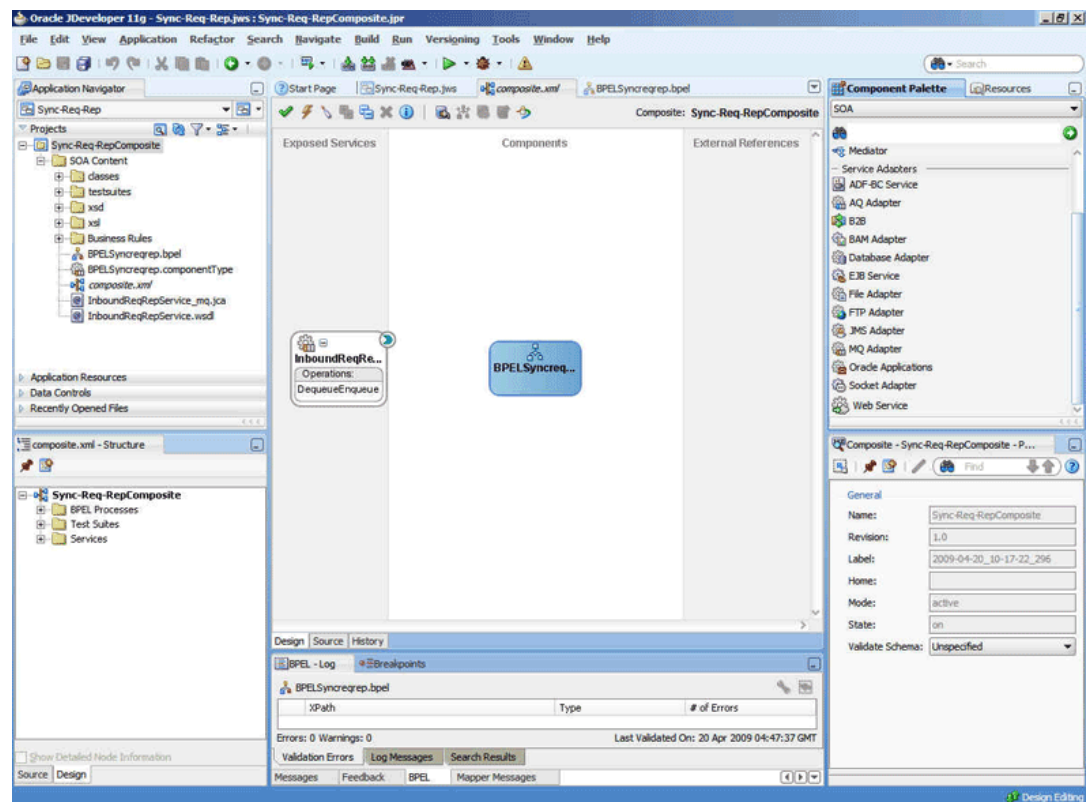 Oracle JDeveloper 11g - Sync-Req-Rep.jws : Sync-Req-RepComposite.jpr
File Edit View Application Refactor Search Navigate Build Run Versioning Tools Window Help
Search
Application Navigator
Sync-Req-Rep
Projects
Sync-Req-RepComposite
SOA Content
classes
testsuites
xsd
xsl
Business Rules
BPELSyncreqrep.bpel
BPELSyncreqrep.componentType
composite.xml
InboundReqRepService_mq.jca
InboundReqRepService.wsdl
Application Resources
Data Controls
Recently Opened Files
composite.xml - Structure
Sync-Req-RepComposite
BPEL Processes
Test Suites
Services
Show Detailed Node Information
Source Design
Start Page Sync-Req-Rep.jws composite.xml BPELSyncreqrep.bpel
Composite: Sync-Req-RepComposite
Exposed Services Components External References
InboundReqRe...
Operations:
DequeueEnqueue
BPELSyncreq...
Design Source History
BPEL - Log Breakpoints
BPELSyncreqrep.bpel
XPath Type # of Errors
Errors: 0 Warnings: 0 Last Validated On: 20 Apr 2009 04:47:37 GMT
Validation Errors Log Messages Search Results
Messages Feedback BPEL Mapper Messages
Component Palette Resources
SOA
Mediator
Service Adapters
ADF-BC Service
AQ Adapter
B2B
BAM Adapter
Database Adapter
EJB Service
File Adapter
FTP Adapter
JMS Adapter
MQ Adapter
Oracle Applications
Socket Adapter
Web Service
Composite - Sync-Req-RepComposite - P...
Find
General
Name: Sync-Req-RepComposite
Revision: 1.0
Label: 2009-04-20_10-17-22_296
Home:
Mode: active
State: on
Validate Schema: Unspecified
Design Editing